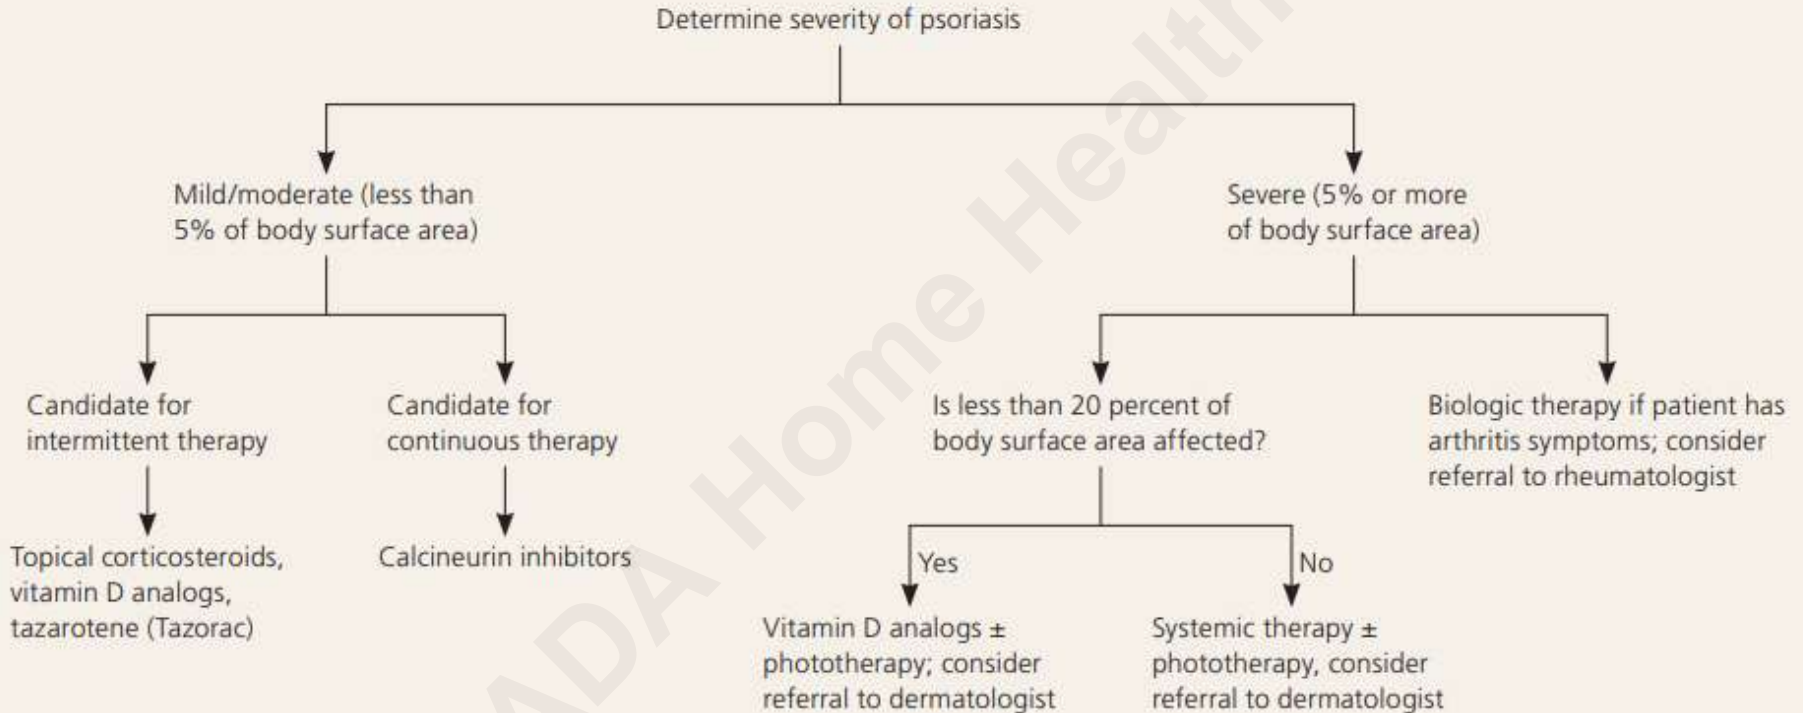 Determine severity of psoriasis
Mild/moderate (less than
5% of body surface area)
Severe (5% or more
of body surface area)
Candidate for
intermittent therapy
Candidate for
continuous therapy
Is less than 20 percent of
body surface area affected?
Biologic therapy if patient has
arthritis symptoms; consider
referral to rheumatologist
Topical corticosteroids,
vitamin D analogs,
tazarotene (Tazorac)
Calcineurin inhibitors
Yes
No
Vitamin D analogs ±
phototherapy; consider
referral to dermatologist
Systemic therapy ±
phototherapy, consider
referral to dermatologist
ADA Home Health